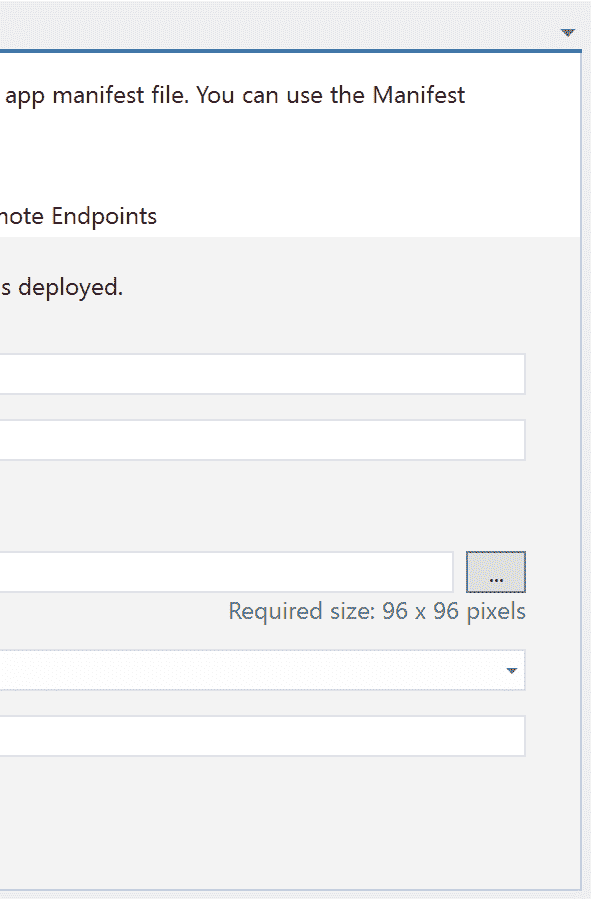 app manifest file. You can use the Manifest
note Endpoints
s deployed.
...
Required size: 96 x 96 pixels